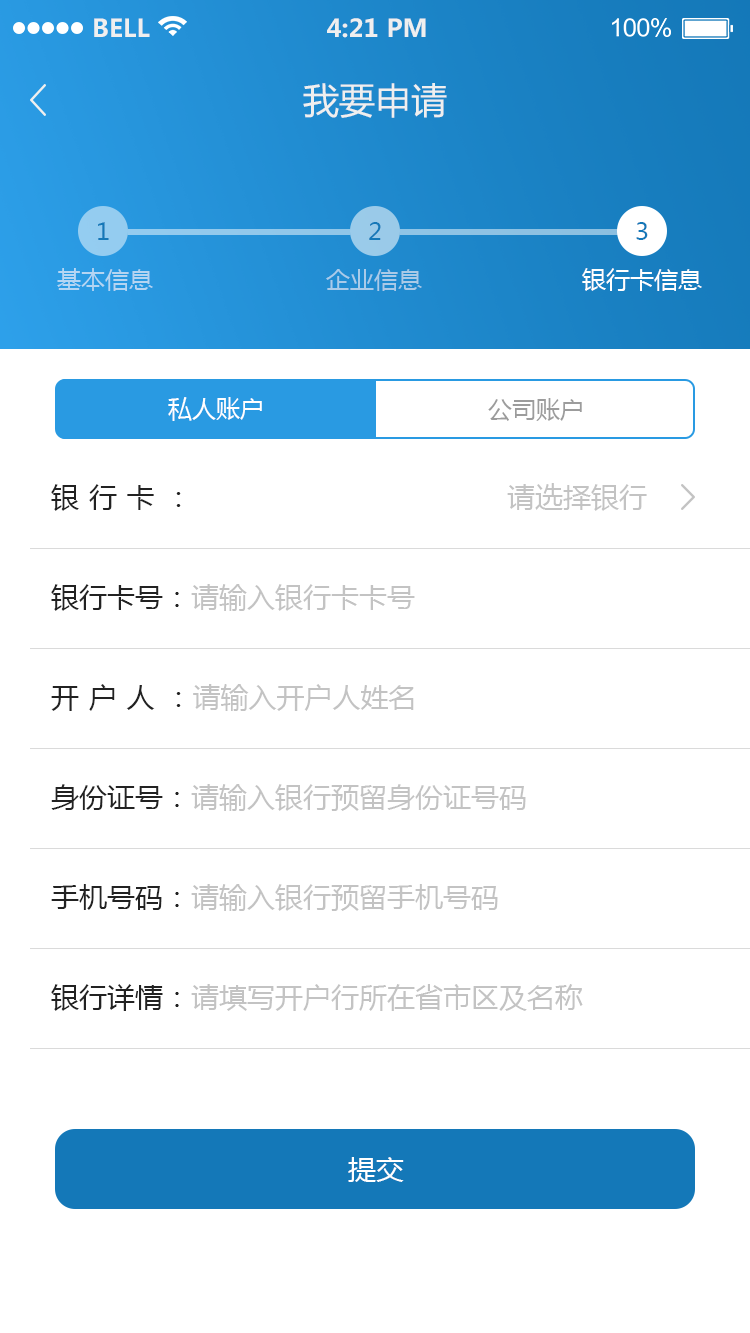 BELL 4:21 PM 100%
我要申请
1 2 3
基本信息 企业信息 银行卡信息
私人账户 公司账户
银 行 卡 : 请选择银行
银行卡号 : 请输入银行卡卡号
开 户 人 : 请输入开户人姓名
身份证号 : 请输入银行预留身份证号码
手机号码 : 请输入银行预留手机号码
银行详情 : 请填写开户行所在省市区及名称
提交